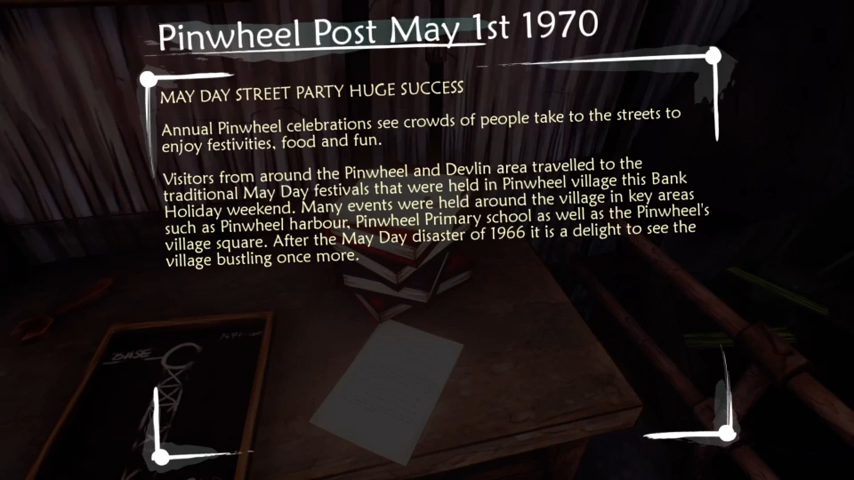 Pinwheel Post May 1st 1970
MAY DAY STREET PARTY HUGE SUCCESS
Annual Pinwheel celebrations see crowds of people take to the streets to
enjoy festivities, food and fun.
Visitors from around the Pinwheel and Devlin area travelled to the
traditional May Day festivals that were held in Pinwheel village this Bank
Holiday weekend. Many events were held around the village in key areas
such as Pinwheel harbour, Pinwheel Primary school as well as the Pinwheel's
village square. After the May Day disaster of 1966 it is a delight to see the
village bustling once more.
BASE